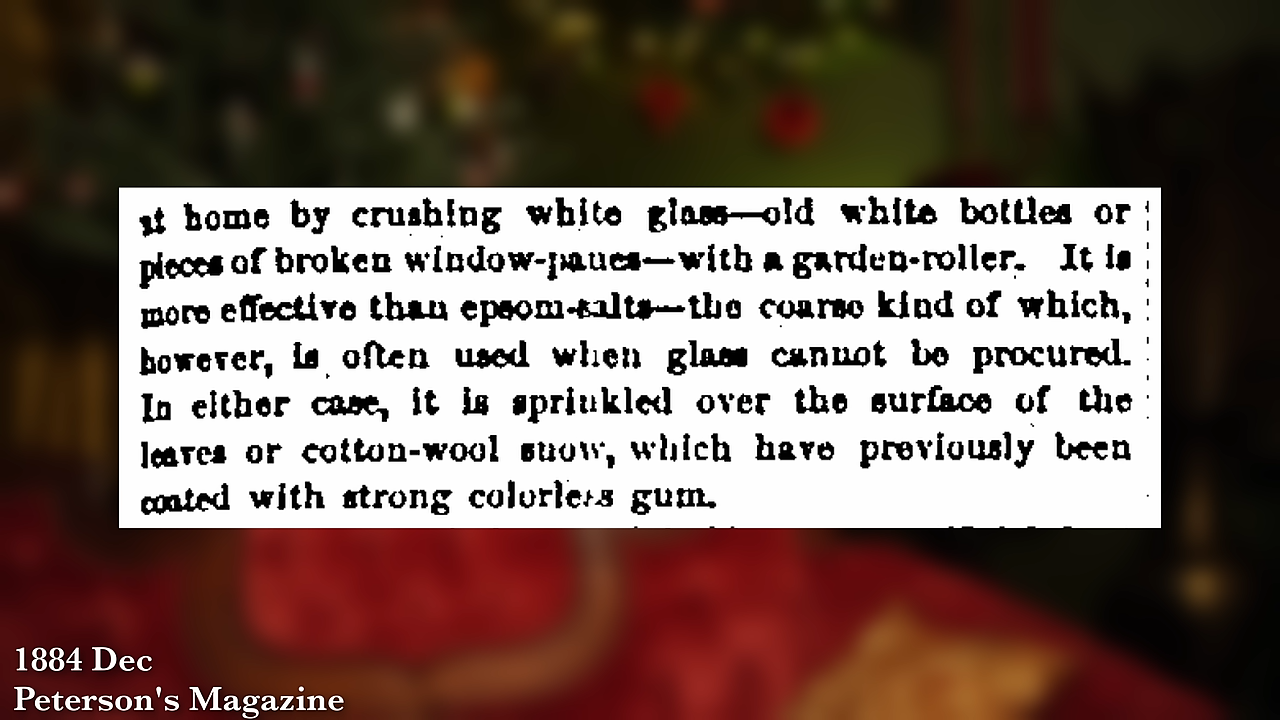 at home by crushing white glass—old white bottles or
pieces of broken window-panes—with a garden-roller. It is
more effective than epsom-salts—the coarse kind of which,
however, is often used when glass cannot be procured.
In either case, it is sprinkled over the surface of the
leaves or cotton-wool snow, which have previously been
coated with strong colorless gum.
1884 Dec
Peterson's Magazine